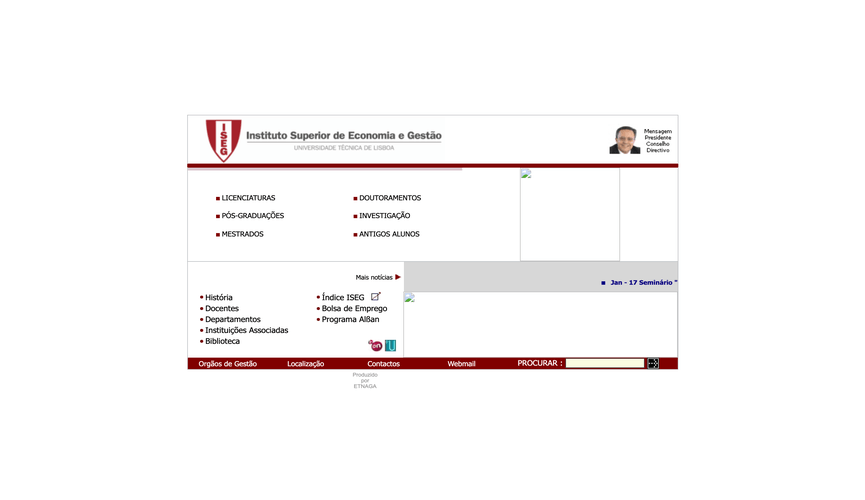 ISEG
Instituto Superior de Economia e Gestão
UNIVERSIDADE TÉCNICA DE LISBOA
Mensagem
Presidente
Conselho
Directivo
LICENCIATURAS
DOUTORAMENTOS
PÓS-GRADUAÇÕES
INVESTIGAÇÃO
MESTRADOS
ANTIGOS ALUNOS
Mais notícias
Jan - 17 Seminário "
História
Docentes
Departamentos
Instituições Associadas
Biblioteca
Índice ISEG
Bolsa de Emprego
Programa Alßan
Orgãos de Gestão
Localização
Contactos
Webmail
PROCURAR :
Produzido
por
ETNAGA